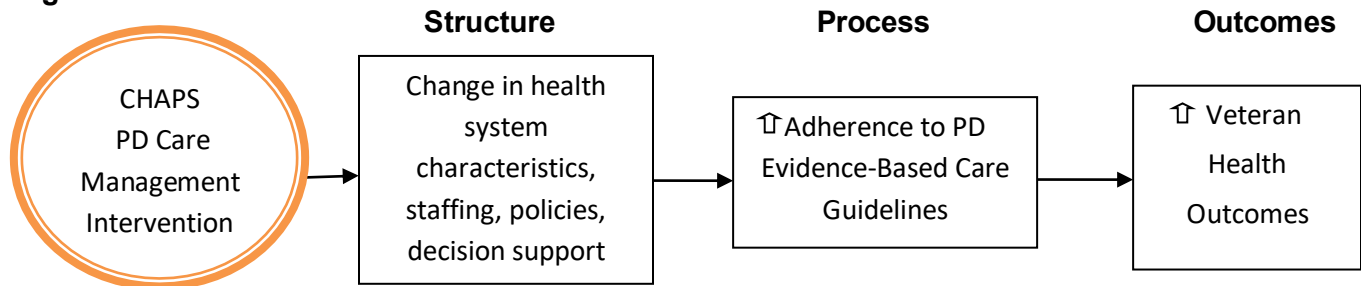 Structure
Process
Outcomes
CHAPS
PD Care
Management
Intervention
Change in health
system
characteristics,
staffing, policies,
decision support
⇧Adherence to PD
Evidence-Based Care
Guidelines
⇧ Veteran
Health
Outcomes